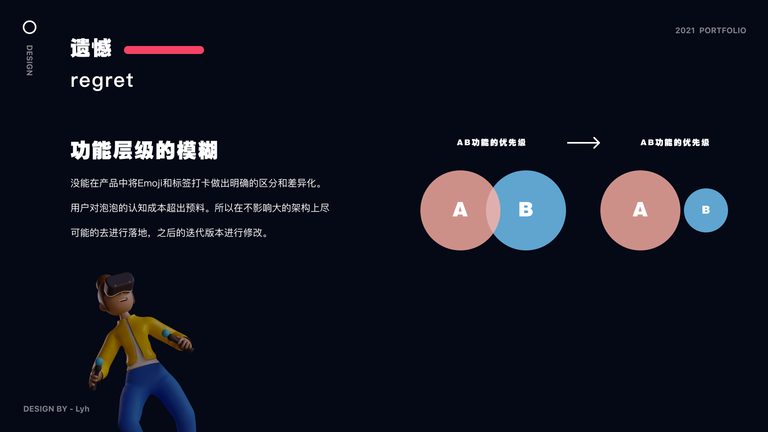 2021 PORTFOLIO
DESIGN
遗憾
regret
功能层级的模糊
没能在产品中将Emoji和标签打卡做出明确的区分和差异化。
用户对泡泡的认知成本超出预料。所以在不影响大的架构上尽
可能的去进行落地，之后的迭代版本进行修改。
AB功能的优先级
AB功能的优先级
A
B
A
B
DESIGN BY - Lyh